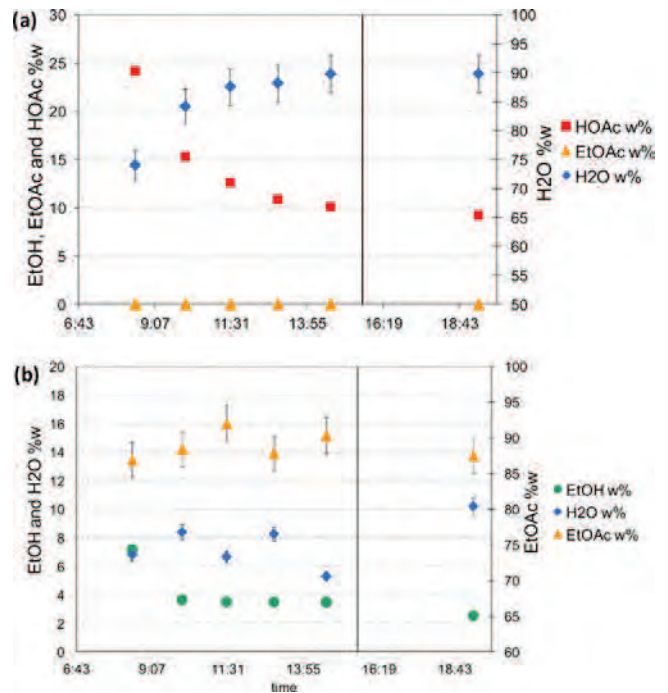 (a)
30
25
20
15
10
5
0
EtOH, EtOAc and HOAc %w
100
95
90
85
80
75
70
65
60
55
50
H2O %w
6:43 9:07 11:31 13:55 16:19 18:43
HOAc w%
EtOAc w%
H2O w%
(b)
20
18
16
14
12
10
8
6
4
2
0
EtOH and H2O %w
100
95
90
85
80
75
70
65
60
EtOAc %w
6:43 9:07 11:31 13:55 16:19 18:43
time
EtOH w%
H2O w%
EtOAc w%